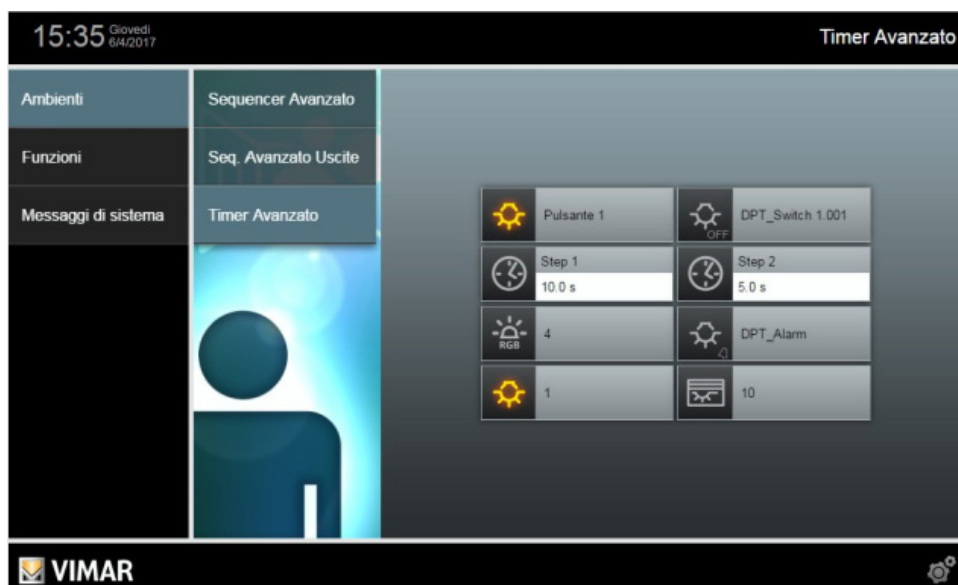 15:35 Giovedi
6/4/2017
Timer Avanzato
Ambienti
Funzioni
Messaggi di sistema
Sequencer Avanzato
Seq. Avanzato Uscite
Timer Avanzato
Pulsante 1
OFF
DPT_Switch 1.001
Step 1
10.0 s
Step 2
5.0 s
RGB
4
DPT_Alarm
1
10
VIMAR